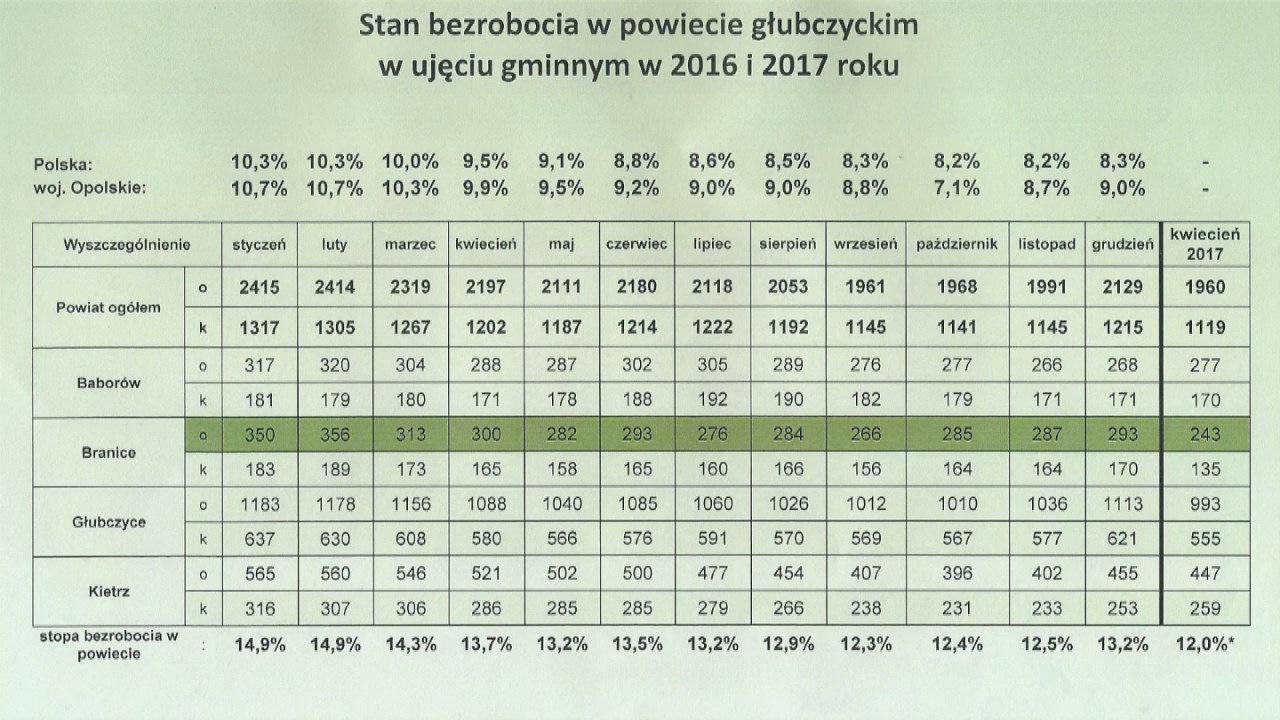 Stan bezrobocia w powiecie głubczyckim
w ujęciu gminnym w 2016 i 2017 roku
Polska: 10,3% 10,3% 10,0% 9,5% 9,1% 8,8% 8,6% 8,5% 8,3% 8,2% 8,2% 8,3% -
woj. Opolskie: 10,7% 10,7% 10,3% 9,9% 9,5% 9,2% 9,0% 9,0% 8,8% 7,1% 8,7% 9,0% -
Wyszczególnienie styczeń luty marzec kwiecień maj czerwiec lipiec sierpień wrzesień październik listopad grudzień kwiecień 2017
Powiat ogółem o 2415 2414 2319 2197 2111 2180 2118 2053 1961 1968 1991 2129 1960
k 1317 1305 1267 1202 1187 1214 1222 1192 1145 1141 1145 1215 1119
Baborów o 317 320 304 288 287 302 305 289 276 277 266 268 277
k 181 179 180 171 178 188 192 190 182 179 171 171 170
Branice o 350 356 313 300 282 293 276 284 266 285 287 293 243
k 183 189 173 165 158 165 160 166 156 164 164 170 135
Głubczyce o 1183 1178 1156 1088 1040 1085 1060 1026 1012 1010 1036 1113 993
k 637 630 608 580 566 576 591 570 569 567 577 621 555
Kietrz o 565 560 546 521 502 500 477 454 407 396 402 455 447
k 316 307 306 286 285 285 279 266 238 231 233 253 259
stopa bezrobocia w powiecie : 14,9% 14,9% 14,3% 13,7% 13,2% 13,5% 13,2% 12,9% 12,3% 12,4% 12,5% 13,2% 12,0%*